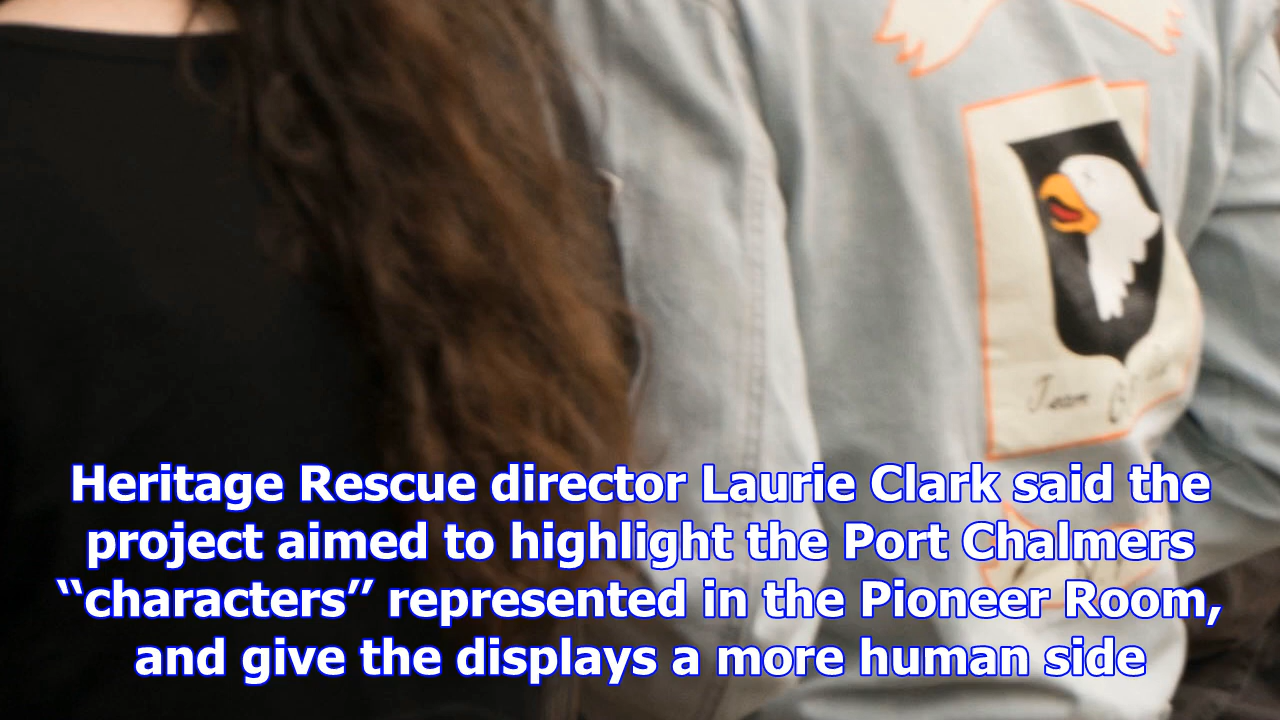 Team
Heritage Rescue director Laurie Clark said the
project aimed to highlight the Port Chalmers
“characters” represented in the Pioneer Room,
and give the displays a more human side